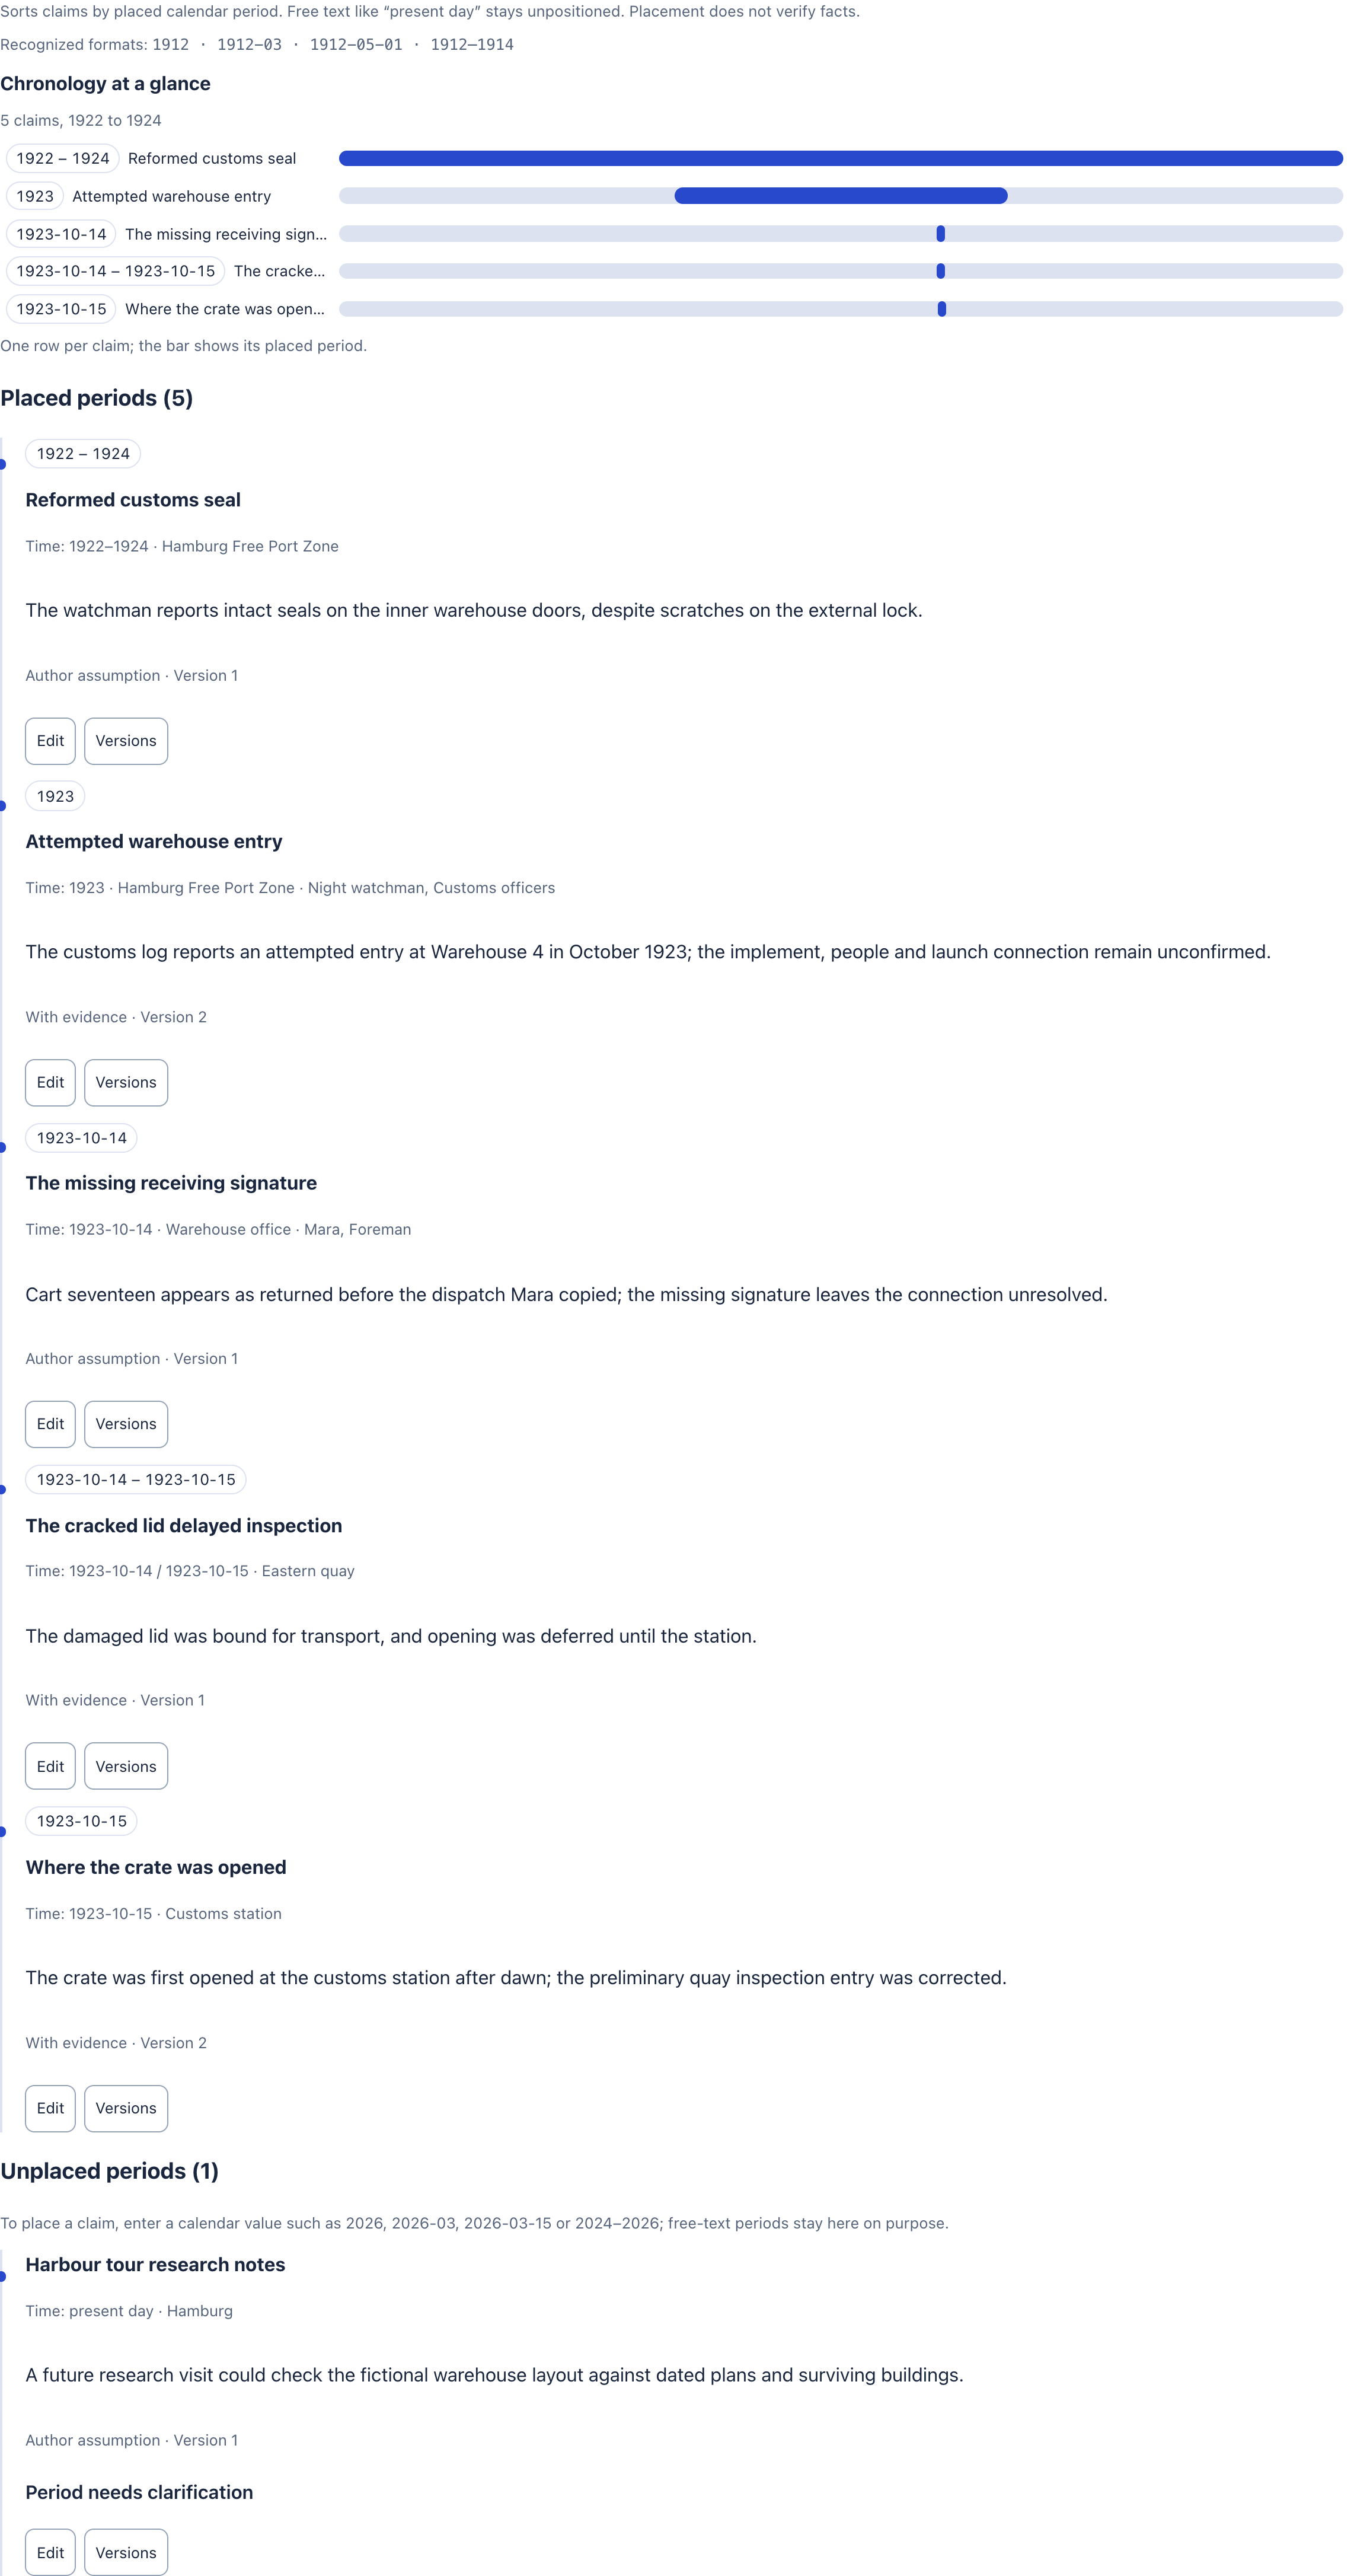 Sorts claims by placed calendar period. Free text like “present day” stays unpositioned. Placement does not verify facts.
Recognized formats: 1912 · 1912–03 · 1912–05–01 · 1912–1914
Chronology at a glance
5 claims, 1922 to 1924
1922 – 1924 Reformed customs seal
1923 Attempted warehouse entry
1923-10-14 The missing receiving sign...
1923-10-14 – 1923-10-15 The cracke...
1923-10-15 Where the crate was open...
One row per claim; the bar shows its placed period.
Placed periods (5)
1922 – 1924
Reformed customs seal
Time: 1922–1924 · Hamburg Free Port Zone
The watchman reports intact seals on the inner warehouse doors, despite scratches on the external lock.
Author assumption · Version 1
Edit Versions
1923
Attempted warehouse entry
Time: 1923 · Hamburg Free Port Zone · Night watchman, Customs officers
The customs log reports an attempted entry at Warehouse 4 in October 1923; the implement, people and launch connection remain unconfirmed.
With evidence · Version 2
Edit Versions
1923-10-14
The missing receiving signature
Time: 1923-10-14 · Warehouse office · Mara, Foreman
Cart seventeen appears as returned before the dispatch Mara copied; the missing signature leaves the connection unresolved.
Author assumption · Version 1
Edit Versions
1923-10-14 – 1923-10-15
The cracked lid delayed inspection
Time: 1923-10-14 / 1923-10-15 · Eastern quay
The damaged lid was bound for transport, and opening was deferred until the station.
With evidence · Version 1
Edit Versions
1923-10-15
Where the crate was opened
Time: 1923-10-15 · Customs station
The crate was first opened at the customs station after dawn; the preliminary quay inspection entry was corrected.
With evidence · Version 2
Edit Versions
Unplaced periods (1)
To place a claim, enter a calendar value such as 2026, 2026-03, 2026-03-15 or 2024–2026; free-text periods stay here on purpose.
Harbour tour research notes
Time: present day · Hamburg
A future research visit could check the fictional warehouse layout against dated plans and surviving buildings.
Author assumption · Version 1
Period needs clarification
Edit Versions